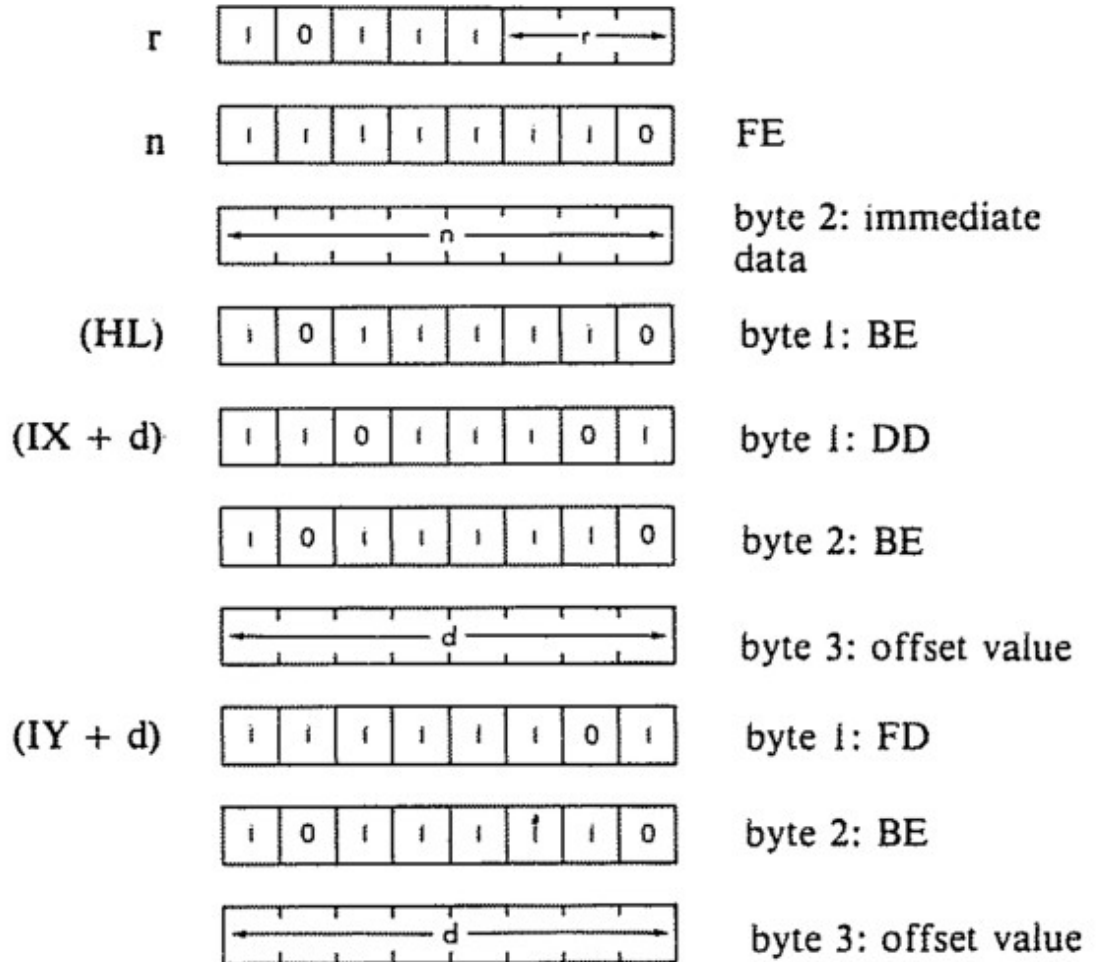 r 1 0 1 1 1 r
n 1 1 1 1 1 1 1 0 FE
n byte 2: immediate
data
(HL) 1 0 1 1 1 1 1 0 byte 1: BE
(IX + d) 1 1 0 1 1 1 0 1 byte 1: DD
1 0 1 1 1 1 1 0 byte 2: BE
d byte 3: offset value
(IY + d) 1 1 1 1 1 1 0 1 byte 1: FD
1 0 1 1 1 1 1 0 byte 2: BE
d byte 3: offset value